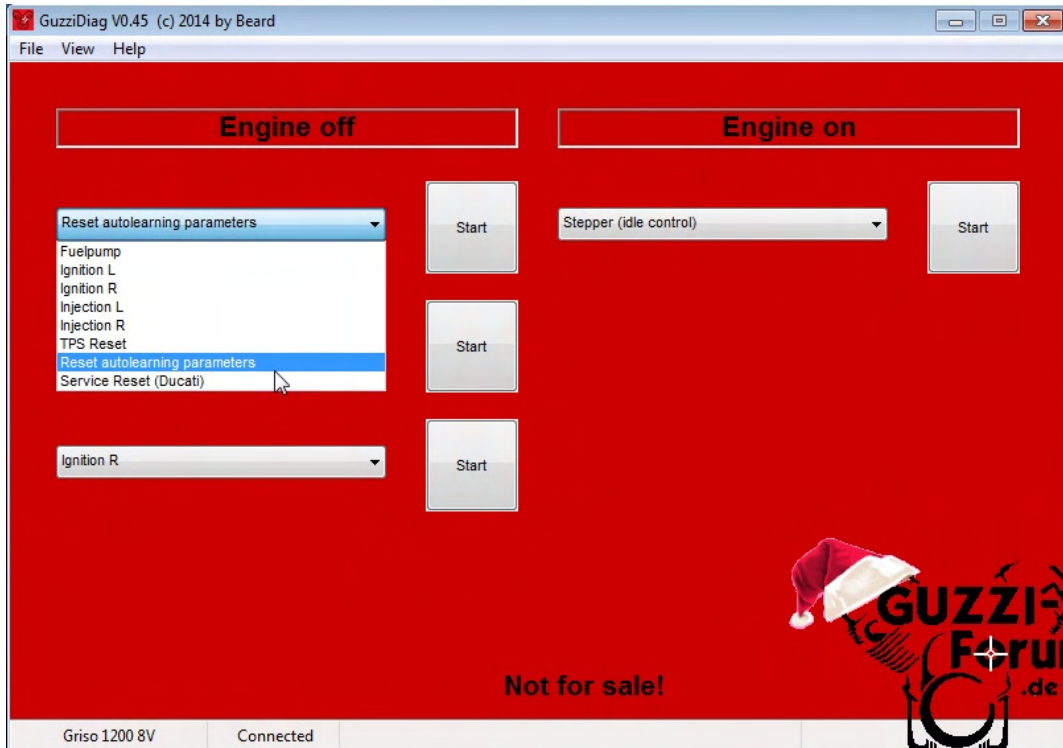 GuzziDiag V0.45 (c) 2014 by Beard
File View Help
Engine off
Engine on
Reset autolearning parameters
Start
Stepper (idle control)
Start
Fuelpump
Ignition L
Ignition R
Injection L
Injection R
TPS Reset
Reset autolearning parameters
Service Reset (Ducati)
Start
Ignition R
Start
GUZZI
Foru
.de
Not for sale!
Griso 1200 8V Connected